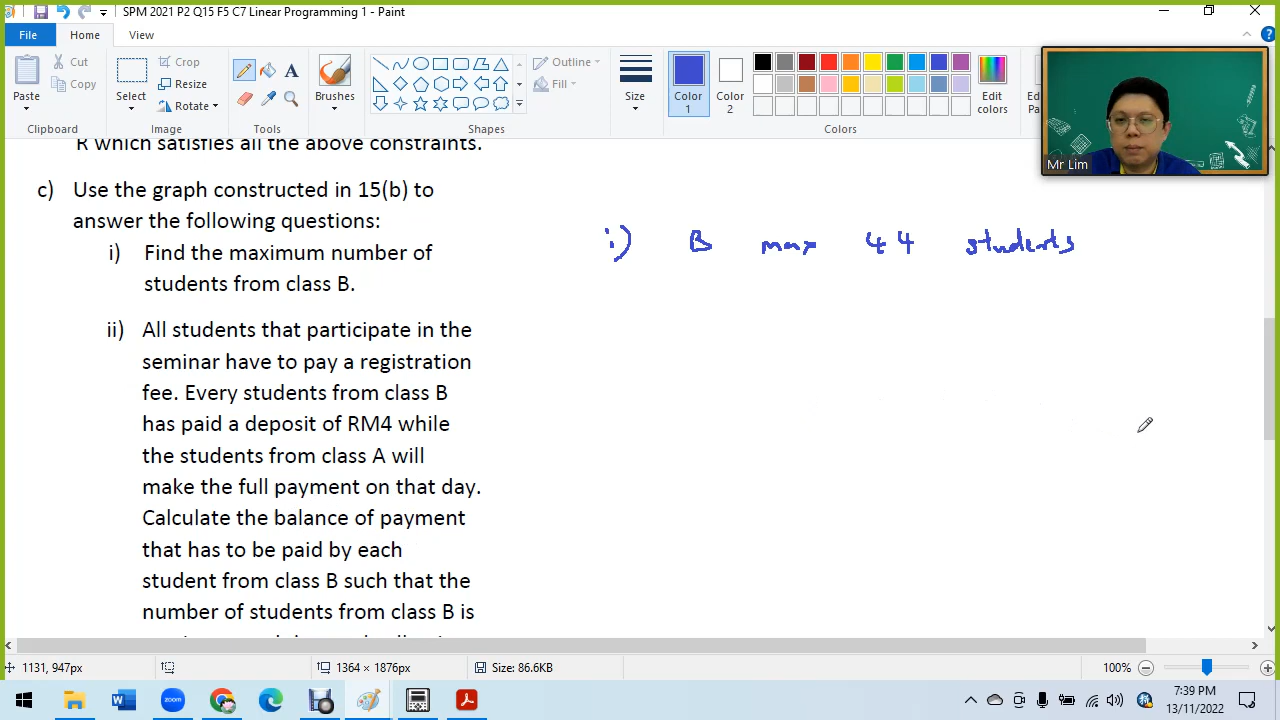 SPM 2021 P2 Q15 F5 C7 Linear Programming 1 - Paint
File Home View
Paste Cut Copy
Select Crop Resize Rotate
Brushes
Outline Fill
Size
Color 1 Color 2
Edit colors
Ed Pa
Clipboard Image Tools Shapes Colors
Mr Lim
R which satisfies all the above constraints.
c) Use the graph constructed in 15(b) to
answer the following questions:
i) Find the maximum number of
students from class B.
i) B max 44 students
ii) All students that participate in the
seminar have to pay a registration
fee. Every students from class B
has paid a deposit of RM4 while
the students from class A will
make the full payment on that day.
Calculate the balance of payment
that has to be paid by each
student from class B such that the
number of students from class B is
1131, 947px 1364 × 1876px Size: 86.6KB 100%
zoom
7:39 PM
13/11/2022